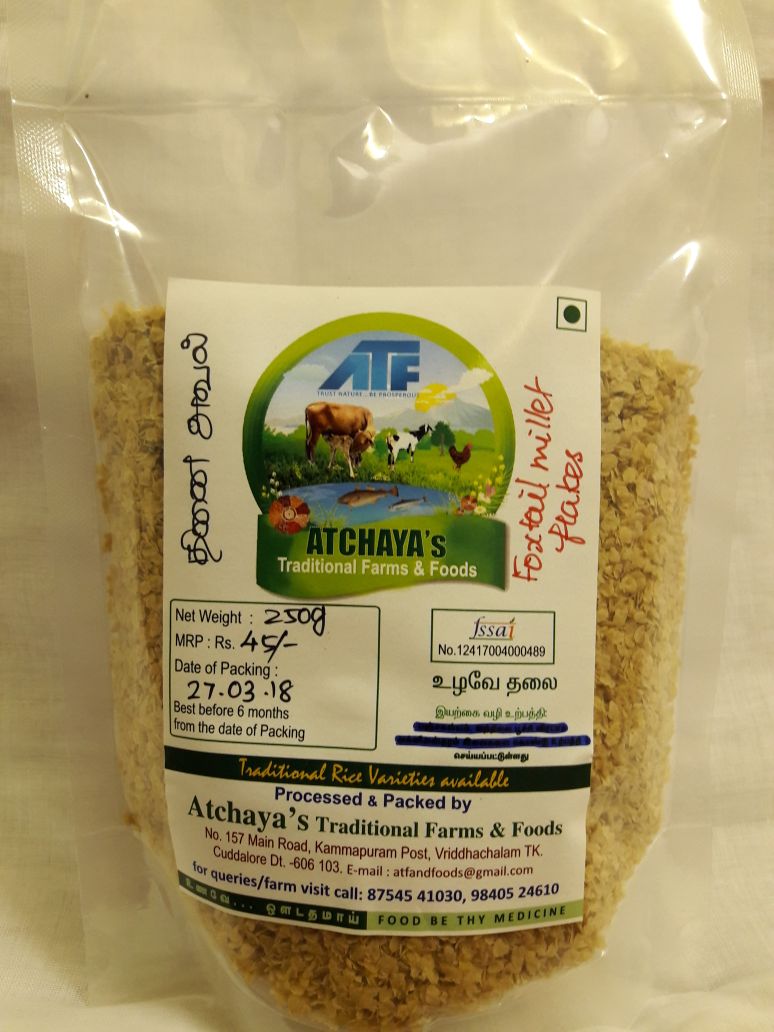 ATF
TRUST NATURE...BE PROSPEROUS
தினை அவல்
Foxtail millet
flakes
ATCHAYA's
Traditional Farms & Foods
Net Weight : 250g
MRP : Rs. 45/-
Date of Packing :
27.03.18
Best before 6 months
from the date of Packing
fssai
No.12417004000489
உழவே தலை
இயற்கை வழி உற்பத்தி:
செய்யப்பட்டுள்ளது
Traditional Rice Varieties available
Processed & Packed by
Atchaya's Traditional Farms & Foods
No. 157 Main Road, Kammapuram Post, Vriddhachalam TK.
Cuddalore Dt. -606 103. E-mail : atfandfoods@gmail.com
for queries/farm visit call: 87545 41030, 98405 24610
உணவே... ஔடதமாய் FOOD BE THY MEDICINE